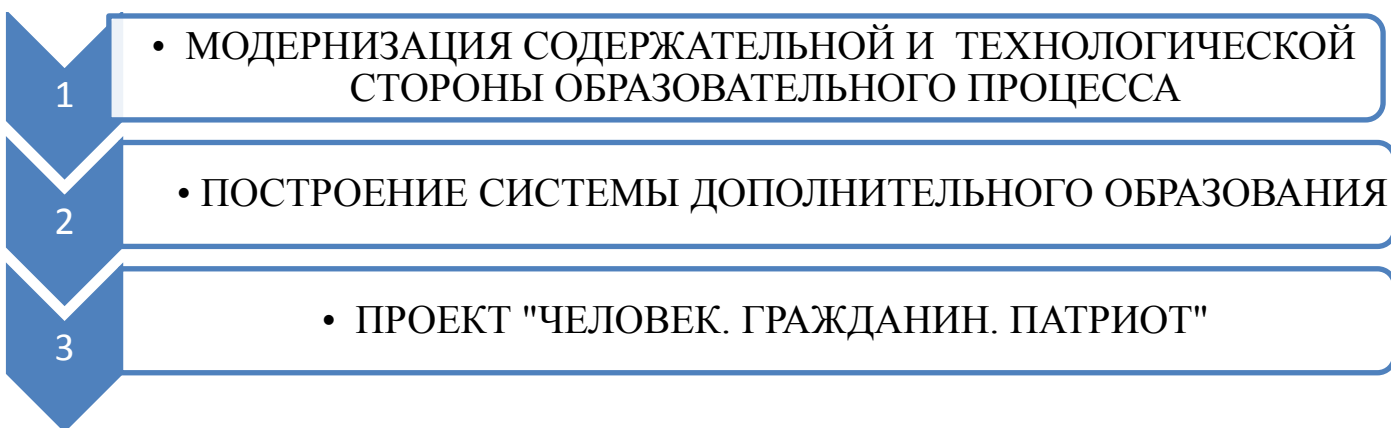 1
• МОДЕРНИЗАЦИЯ СОДЕРЖАТЕЛЬНОЙ И ТЕХНОЛОГИЧЕСКОЙ
СТОРОНЫ ОБРАЗОВАТЕЛЬНОГО ПРОЦЕССА
2
• ПОСТРОЕНИЕ СИСТЕМЫ ДОПОЛНИТЕЛЬНОГО ОБРАЗОВАНИЯ
3
• ПРОЕКТ "ЧЕЛОВЕК. ГРАЖДАНИН. ПАТРИОТ"